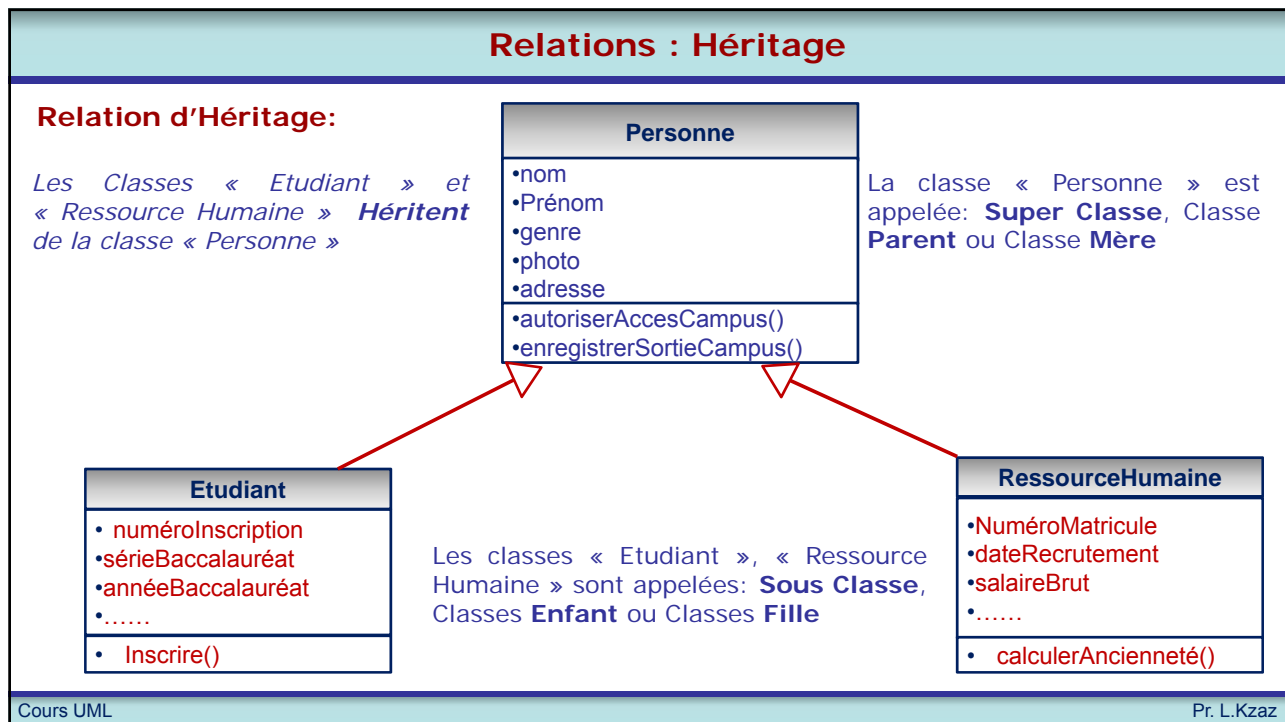 Relations : Héritage
Relation d'Héritage:
Les Classes « Etudiant » et
« Ressource Humaine » Héritent
de la classe « Personne »
Personne
•nom
•Prénom
•genre
•photo
•adresse
•autoriserAccesCampus()
•enregistrerSortieCampus()
La classe « Personne » est
appelée: Super Classe, Classe
Parent ou Classe Mère
Etudiant
• numéroInscription
•sérieBaccalauréat
•annéeBaccalauréat
•……
• Inscrire()
Les classes « Etudiant », « Ressource
Humaine » sont appelées: Sous Classe,
Classes Enfant ou Classes Fille
RessourceHumaine
•NuméroMatricule
•dateRecrutement
•salaireBrut
•……
• calculerAncienneté()
Cours UML
Pr. L.Kzaz